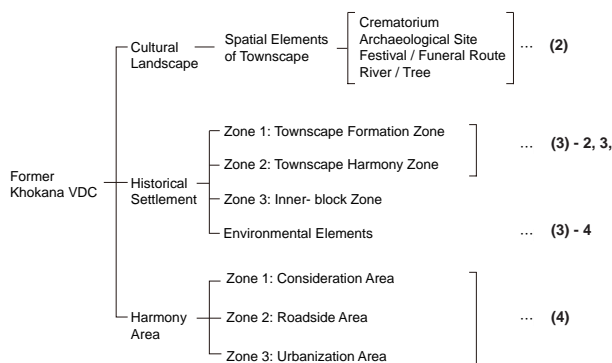 Crematorium
Cultural Landscape
Spatial Elements of Townscape
Archaeological Site
Festival / Funeral Route
River / Tree
... (2)
Former Khokana VDC
Historical Settlement
Zone 1: Townscape Formation Zone
Zone 2: Townscape Harmony Zone
... (3) - 2, 3,
Zone 3: Inner- block Zone
Environmental Elements
... (3) - 4
Harmony Area
Zone 1: Consideration Area
Zone 2: Roadside Area
Zone 3: Urbanization Area
... (4)